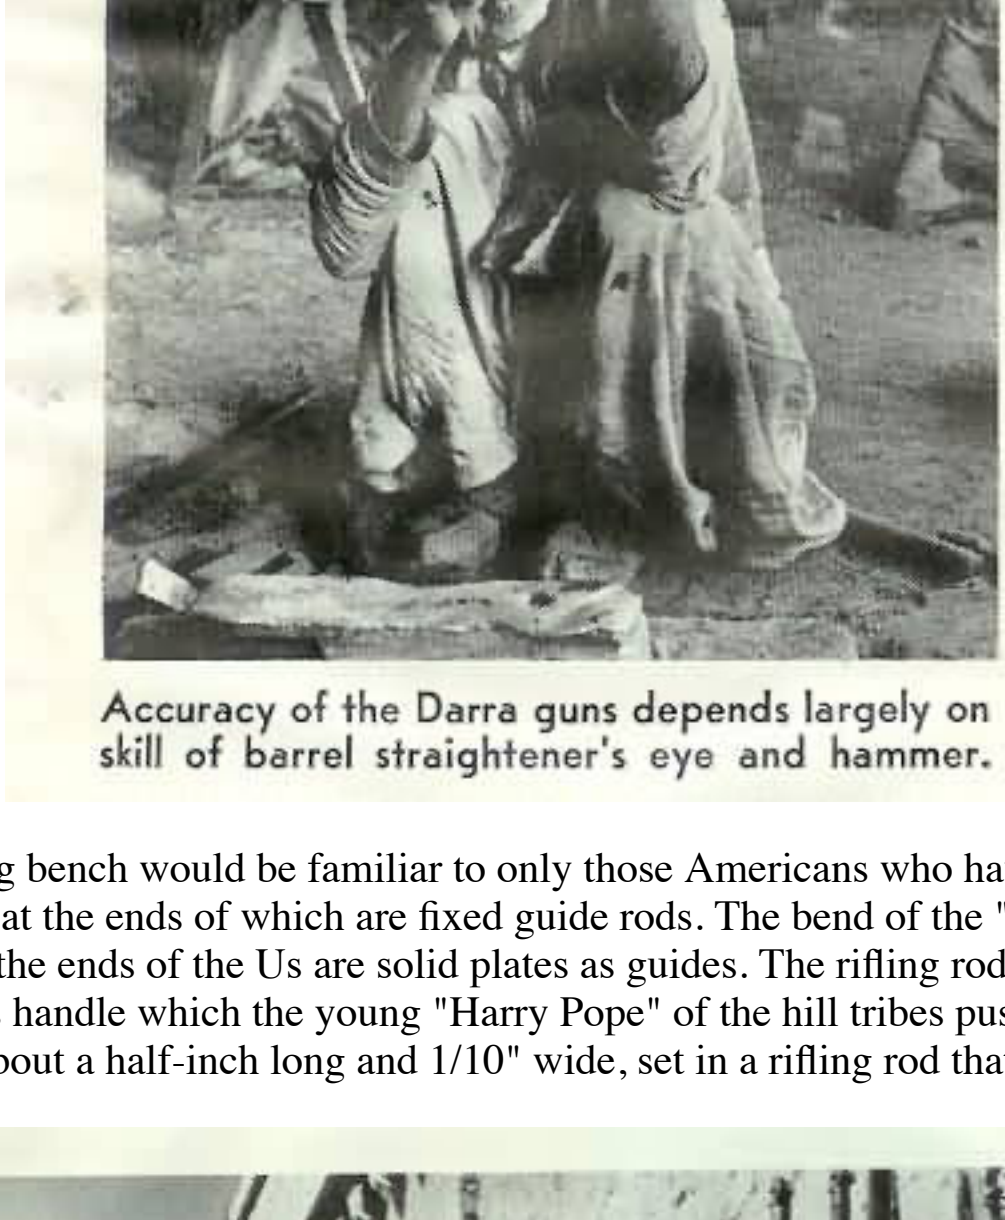 Accuracy of the Darra guns depends largely on
skill of barrel straightener's eye and hammer.
g bench would be familiar to only those Americans who ha
at the ends of which are fixed guide rods. The bend of the "
the ends of the Us are solid plates as guides. The rifling rod
handle which the young "Harry Pope" of the hill tribes pus
bout a half-inch long and 1/10" wide, set in a rifling rod tha